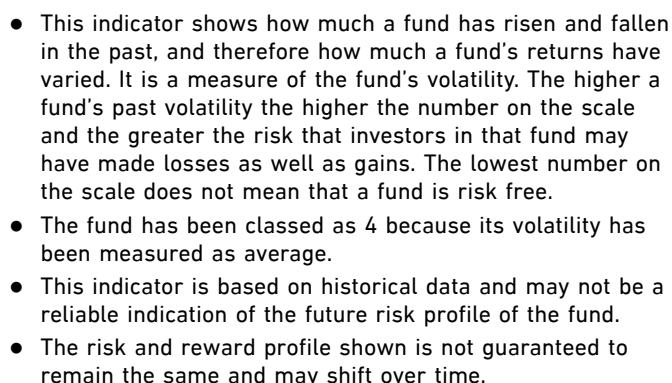 ● This indicator shows how much a fund has risen and fallen
in the past, and therefore how much a fund's returns have
varied. It is a measure of the fund's volatility. The higher a
fund's past volatility the higher the number on the scale
and the greater the risk that investors in that fund may
have made losses as well as gains. The lowest number on
the scale does not mean that a fund is risk free.
● The fund has been classed as 4 because its volatility has
been measured as average.
● This indicator is based on historical data and may not be a
reliable indication of the future risk profile of the fund.
● The risk and reward profile shown is not guaranteed to
remain the same and may shift over time.